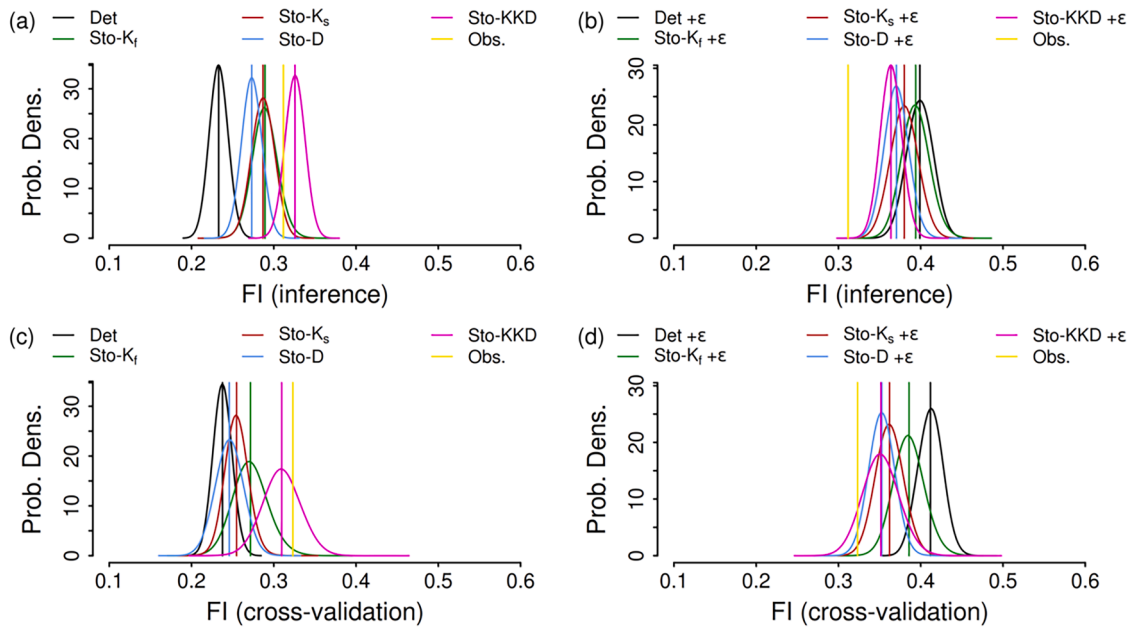 (a) Det Sto-Ks Sto-KKD
Sto-Kf Sto-D Obs.
Prob. Dens.
0 10 20 30
0.1 0.2 0.3 0.4 0.5 0.6
FI (inference)
(b) Det +ε Sto-Ks +ε Sto-KKD +ε
Sto-Kf +ε Sto-D +ε Obs.
Prob. Dens.
0 10 20 30
0.1 0.2 0.3 0.4 0.5 0.6
FI (inference)
(c) Det Sto-Ks Sto-KKD
Sto-Kf Sto-D Obs.
Prob. Dens.
0 10 20 30
0.1 0.2 0.3 0.4 0.5 0.6
FI (cross-validation)
(d) Det +ε Sto-Ks +ε Sto-KKD +ε
Sto-Kf +ε Sto-D +ε Obs.
Prob. Dens.
0 10 20 30
0.1 0.2 0.3 0.4 0.5 0.6
FI (cross-validation)